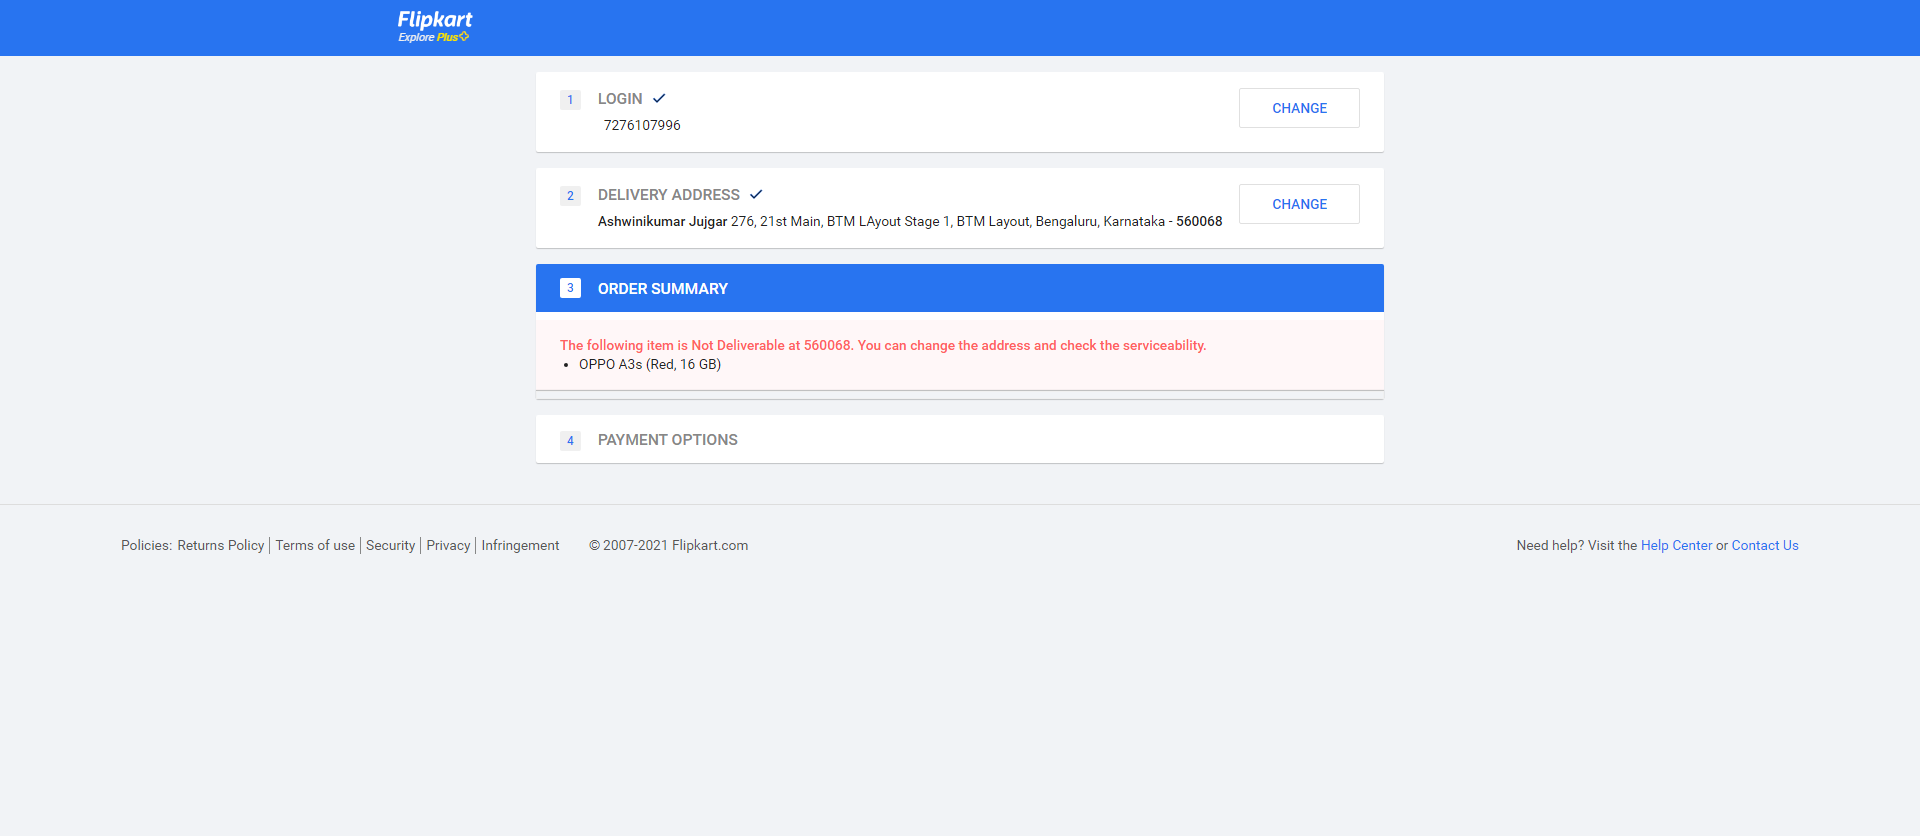 Flipkart
Explore Plus
1 LOGIN
CHANGE
7276107996
2 DELIVERY ADDRESS
CHANGE
Ashwinikumar Jujgar 276, 21st Main, BTM LAyout Stage 1, BTM Layout, Bengaluru, Karnataka - 560068
3 ORDER SUMMARY
The following item is Not Deliverable at 560068. You can change the address and check the serviceability.
• OPPO A3s (Red, 16 GB)
4 PAYMENT OPTIONS
Policies: Returns Policy | Terms of use | Security | Privacy | Infringement © 2007-2021 Flipkart.com Need help? Visit the Help Center or Contact Us